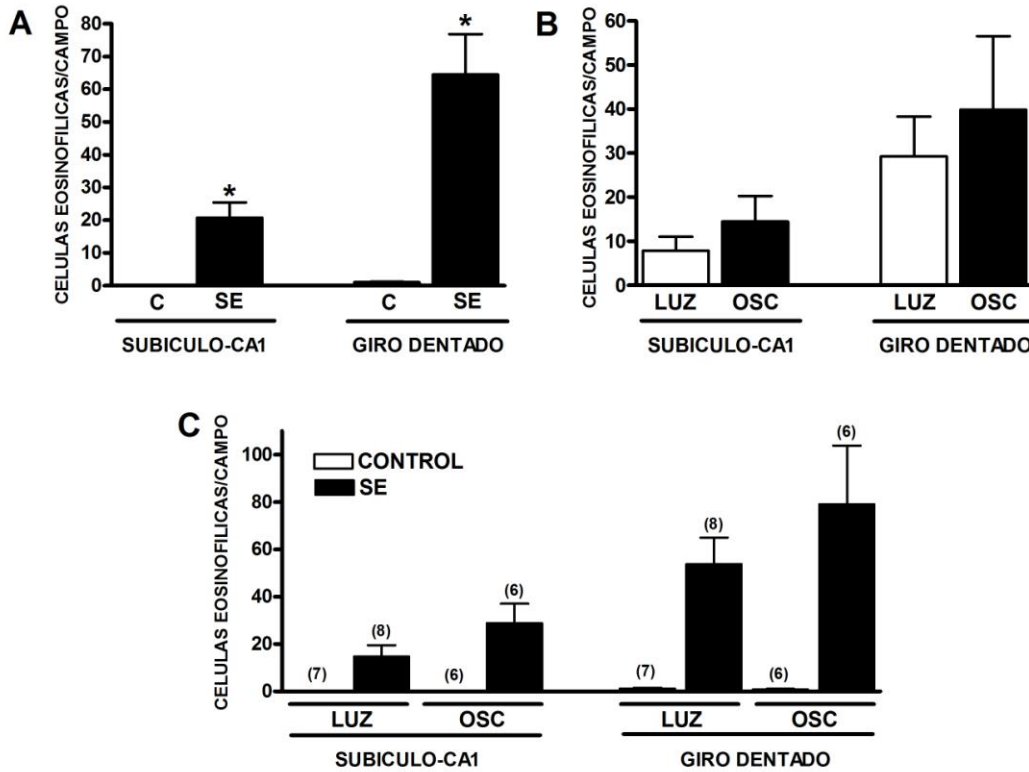 A
CELULAS EOSINOFILICAS/CAMPO
80
70
60
50
40
30
20
10
0
*
*
C SE C SE
SUBICULO-CA1 GIRO DENTADO
B
CELULAS EOSINOFILICAS/CAMPO
60
50
40
30
20
10
0
LUZ OSC LUZ OSC
SUBICULO-CA1 GIRO DENTADO
C
CELULAS EOSINOFILICAS/CAMPO
100
80
60
40
20
0
CONTROL
SE
(7) (8) (6) (6) (7) (8) (6) (6)
LUZ OSC LUZ OSC
SUBICULO-CA1 GIRO DENTADO